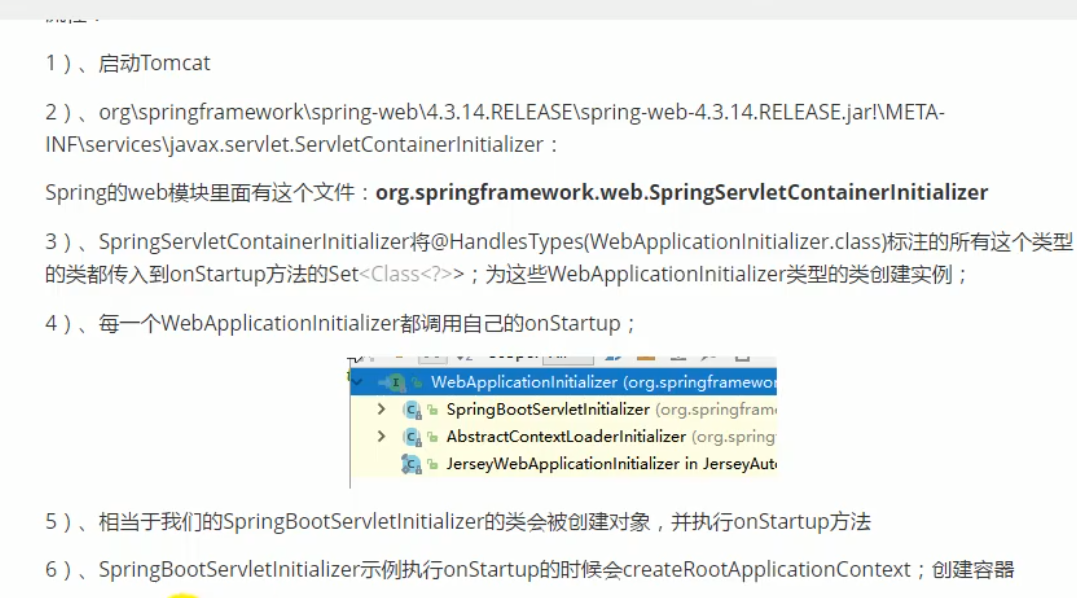 1）、启动Tomcat
2）、org\springframework\spring-web\4.3.14.RELEASE\spring-web-4.3.14.RELEASE.jar!\META-
INF\services\javax.servlet.ServletContainerInitializer：
Spring的web模块里面有这个文件：org.springframework.web.SpringServletContainerInitializer
3）、SpringServletContainerInitializer将@HandlesTypes(WebApplicationInitializer.class)标注的所有这个类型
的类都传入到onStartup方法的Set<Class<?>>；为这些WebApplicationInitializer类型的类创建实例；
4）、每一个WebApplicationInitializer都调用自己的onStartup；
WebApplicationInitializer (org.springframewor
SpringBootServletInitializer (org.springfram
AbstractContextLoaderInitializer (org.spring
JerseyWebApplicationInitializer in JerseyAut
5）、相当于我们的SpringBootServletInitializer的类会被创建对象，并执行onStartup方法
6）、SpringBootServletInitializer示例执行onStartup的时候会createRootApplicationContext；创建容器